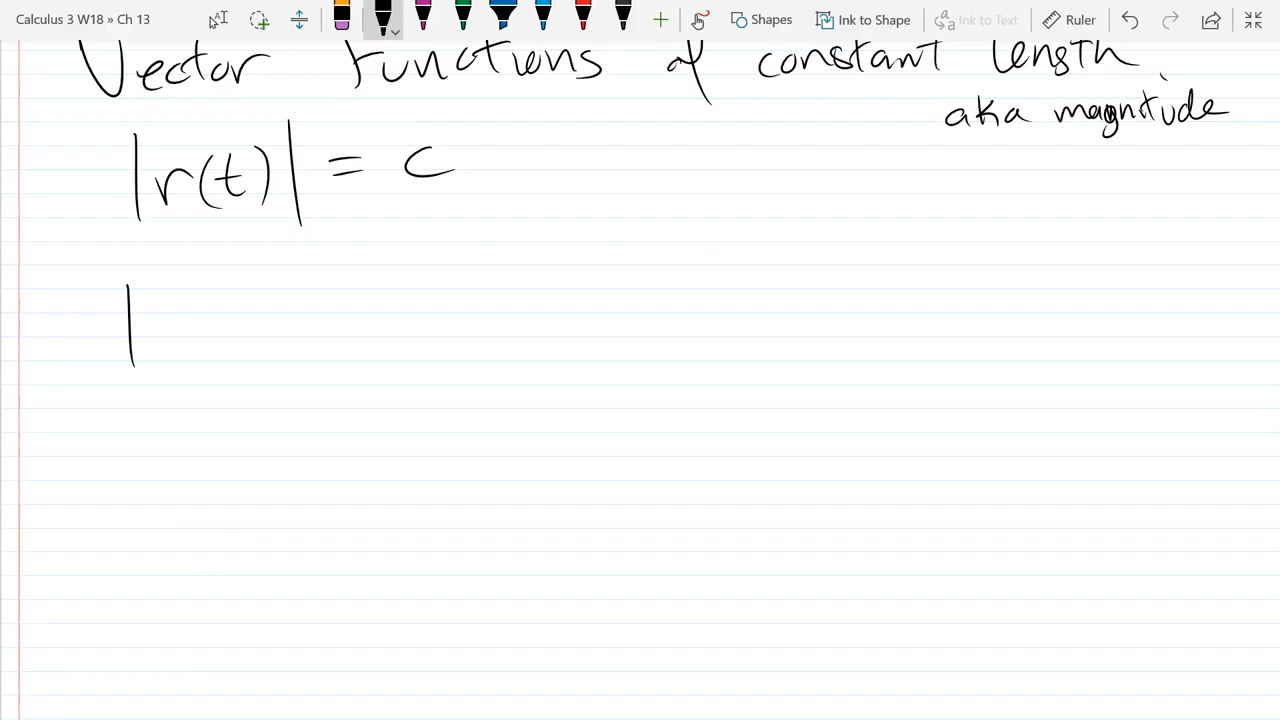 Calculus 3 W18 » Ch 13 Shapes Ink to Shape Ink to Text Ruler
Vector Functions of constant length
aka magnitude
|r(t)| = c
|